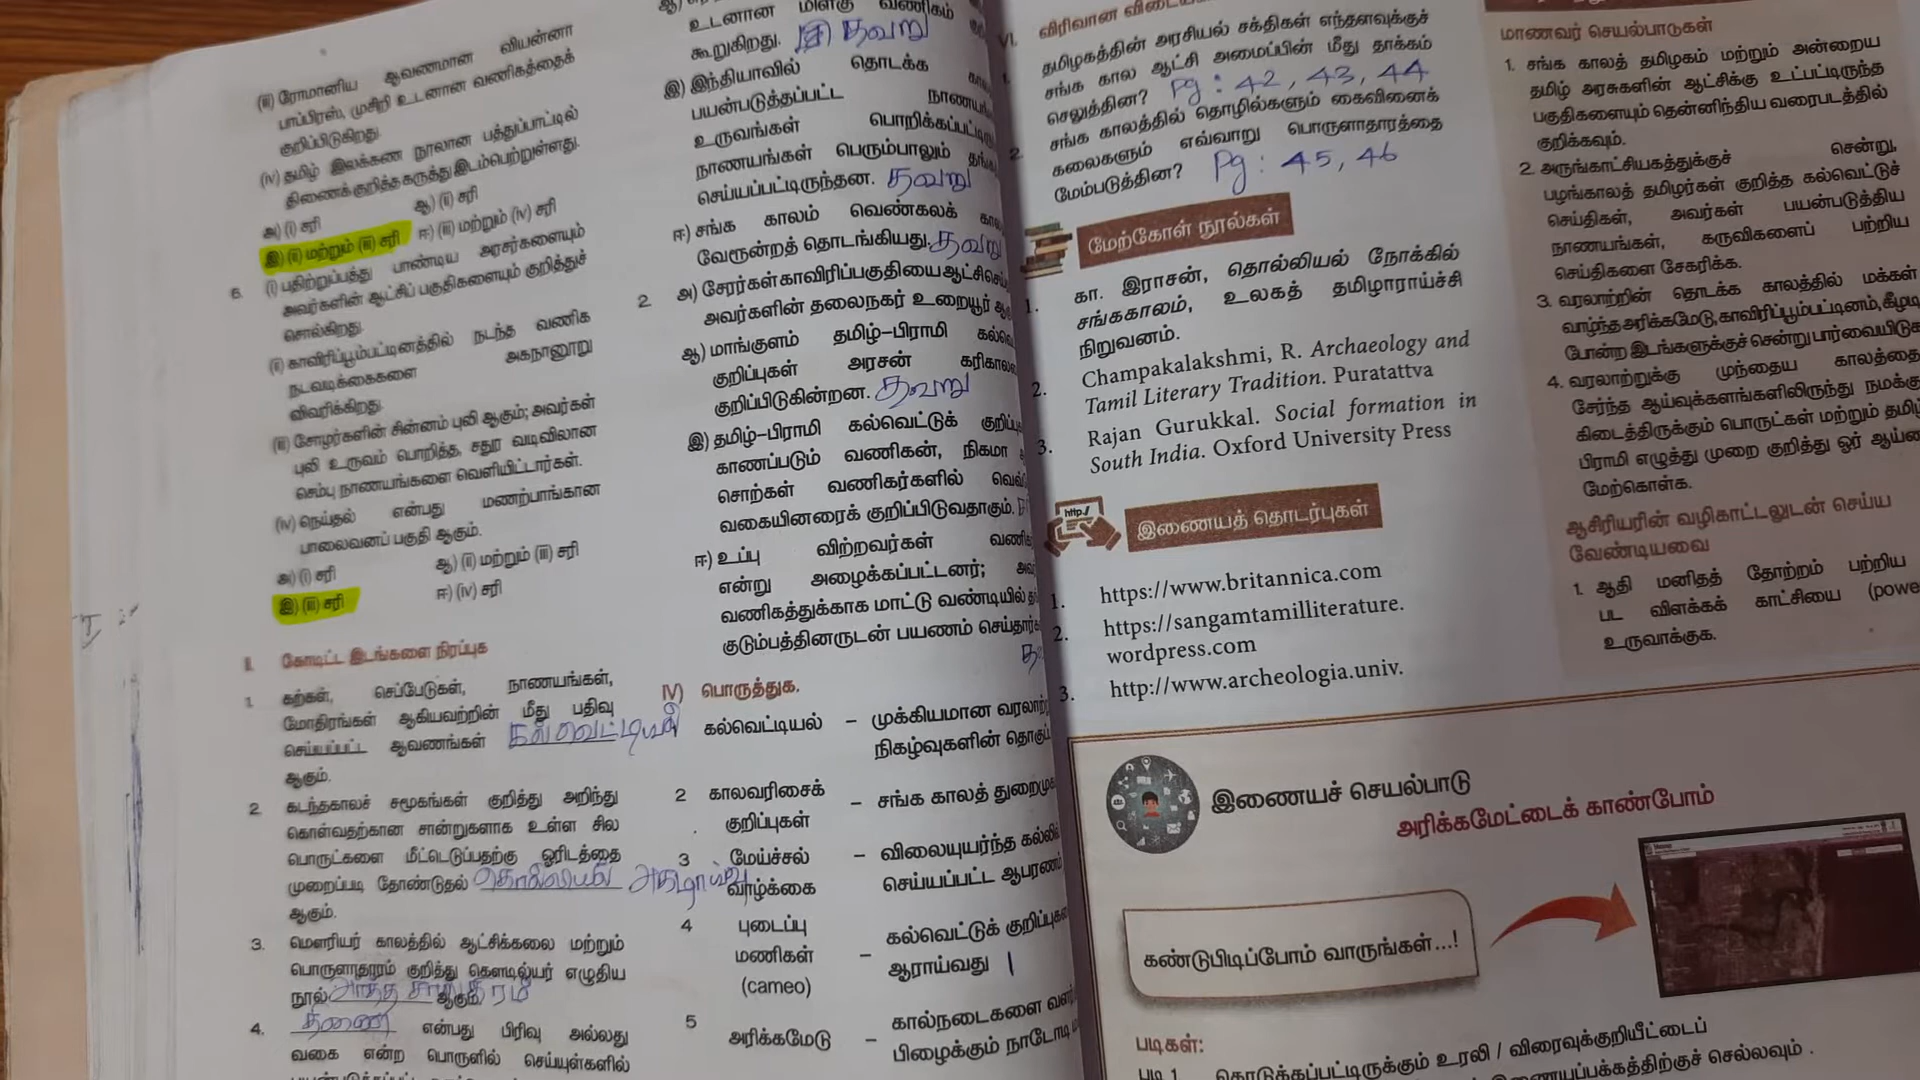 (iii) ரோமானிய ஆவணமான வியன்னா
பாப்பிரஸ், முசிறி உடனான வணிகத்தைக்
குறிப்பிடுகிறது.
(iv) தமிழ் இலக்கண நூலான பத்துப்பாட்டில்
திணைக் குறித்த கருத்து இடம்பெற்றுள்ளது.
அ) (i) சரி ஆ) (ii) சரி
இ) (ii) மற்றும் (iii) சரி ஈ) (iii) மற்றும் (iv) சரி
6. (i) பதிற்றுப்பத்து பாண்டிய அரசர்களையும்
அவர்களின் ஆட்சிப் பகுதிகளையும் குறித்துச்
சொல்கிறது.
(ii) காவிரிப்பூம்பட்டினத்தில் நடந்த வணிக
நடவடிக்கைகளை அகநானூறு
விவரிக்கிறது.
(iii) சோழர்களின் சின்னம் புலி ஆகும்; அவர்கள்
புலி உருவம் பொறித்த, சதுர வடிவிலான
செம்பு நாணயங்களை வெளியிட்டார்கள்.
(iv) நெய்தல் என்பது மணற்பாங்கான
பாலைவனப் பகுதி ஆகும்.
அ) (i) சரி ஆ) (ii) மற்றும் (iii) சரி
இ) (iii) சரி ஈ) (iv) சரி
II. கோடிட்ட இடங்களை நிரப்புக
1 கற்கள், செப்பேடுகள், நாணயங்கள்,
மோதிரங்கள் ஆகியவற்றின் மீது பதிவு
செய்யப்பட்ட ஆவணங்கள் கல்வெட்டியல்
ஆகும்.
2 கடந்தகாலச் சமூகங்கள் குறித்து அறிந்து
கொள்வதற்கான சான்றுகளாக உள்ள சில
பொருட்களை மீட்டெடுப்பதற்கு ஓரிடத்தை
முறைப்படி தோண்டுதல் தொல்லியல் அகழாய்வு
ஆகும்.
3. மௌரியர் காலத்தில் ஆட்சிக்கலை மற்றும்
பொருளாதாரம் குறித்து கௌடில்யர் எழுதிய
நூல் அர்த்த சாஸ்திரம் ஆகும்
4. திணை என்பது பிரிவு அல்லது
வகை என்ற பொருளில் செய்யுள்களில்
உடனான மிளகு வணிகம்
கூறுகிறது. தவறு
இ) இந்தியாவில் தொடக்க
பயன்படுத்தப்பட்ட
உருவங்கள்
நாணயங்கள் பெரும்பாலும்
செய்யப்பட்டிருந்தன. தவறு
ஈ) சங்க காலம் வெண்கலக்
வேரூன்றத் தொடங்கியது. தவறு
2. அ) சேரர்கள் காவிரிப்பகுதியை
அவர்களின் தலைநகர் உறையூர்
ஆ) மாங்குளம் தமிழ்–பிராமி
குறிப்புகள் அரசன்
குறிப்பிடுகின்றன. தவறு
இ) தமிழ்–பிராமி கல்வெட்டுக்
காணப்படும் வணிகன், நிகமா
சொற்கள் வணிகர்களில்
வகையினரைக் குறிப்பிடுவதாகும்.
ஈ) உப்பு விற்றவர்கள்
என்று அழைக்கப்பட்டனர்;
வணிகத்துக்காக மாட்டு வண்டியில்
குடும்பத்தினருடன் பயணம்
IV) பொருத்துக.
கல்வெட்டியல் – முக்கியமான
நிகழ்வுகளின்
2 காலவரிசைக் – சங்க காலத்
குறிப்புகள்
3 மேய்ச்சல் – விலையுயர்ந்த
வாழ்க்கை செய்யப்பட்ட
4 புடைப்பு கல்வெட்டுக்
மணிகள் – ஆராய்வது 1
(cameo)
5 அரிக்கமேடு – கால்நடைகளை
பிழைக்கும் நாடோடி
VI. விரிவான
தமிழகத்தின் அரசியல் சக்திகள் எந்தளவுக்குச்
சங்க கால ஆட்சி அமைப்பின் மீது தாக்கம்
செலுத்தின? Pg : 42, 43, 44
2. சங்க காலத்தில் தொழில்களும் கைவினைக்
கலைகளும் எவ்வாறு பொருளாதாரத்தை
மேம்படுத்தின? Pg : 45, 46
மேற்கோள் நூல்கள்
1. கா. இராசன், தொல்லியல் நோக்கில்
சங்ககாலம், உலகத் தமிழாராய்ச்சி
நிறுவனம்.
2. Champakalakshmi, R. Archaeology and
Tamil Literary Tradition. Puratattva
3. Rajan Gurukkal. Social formation in
South India. Oxford University Press
http://
இணையத் தொடர்புகள்
1. https://www.britannica.com
2. https://sangamtamilliterature.
wordpress.com
3. http://www.archeologia.univ.
மாணவர் செயல்பாடுகள்
1. சங்க காலத் தமிழகம் மற்றும் அன்றைய
தமிழ் அரசுகளின் ஆட்சிக்கு உட்பட்டிருந்த
பகுதிகளையும் தென்னிந்திய வரைபடத்தில்
குறிக்கவும்.
2. அருங்காட்சியகத்துக்குச் சென்று,
பழங்காலத் தமிழர்கள் குறித்த கல்வெட்டுச்
செய்திகள், அவர்கள் பயன்படுத்திய
நாணயங்கள், கருவிகளைப் பற்றிய
செய்திகளை சேகரிக்க.
3. வரலாற்றின் தொடக்க காலத்தில் மக்கள்
வாழ்ந்த அரிக்கமேடு, காவிரிப்பூம்பட்டினம், கீழடி
போன்ற இடங்களுக்குச் சென்று
4. வரலாற்றுக்கு முந்தைய காலத்தை
சேர்ந்த ஆய்வுக்களங்களிலிருந்து
கிடைத்திருக்கும் பொருட்கள் மற்றும்
பிராமி எழுத்து முறை குறித்து ஓர்
மேற்கொள்க.
ஆசிரியரின் வழிகாட்டலுடன் செய்ய
வேண்டியவை
1. ஆதி மனிதத் தோற்றம் பற்றிய
பட விளக்கக் காட்சியை
உருவாக்குக.
இணையச் செயல்பாடு
அரிக்கமேட்டைக் காண்போம்
கண்டுபிடிப்போம் வாருங்கள்...!
படிகள்:
படி 1 கொடுக்கப்பட்டிருக்கும் உரலி / விரைவுக்குறியீட்டைப்
இணையப்பக்கத்திற்குச் செல்லவும் .